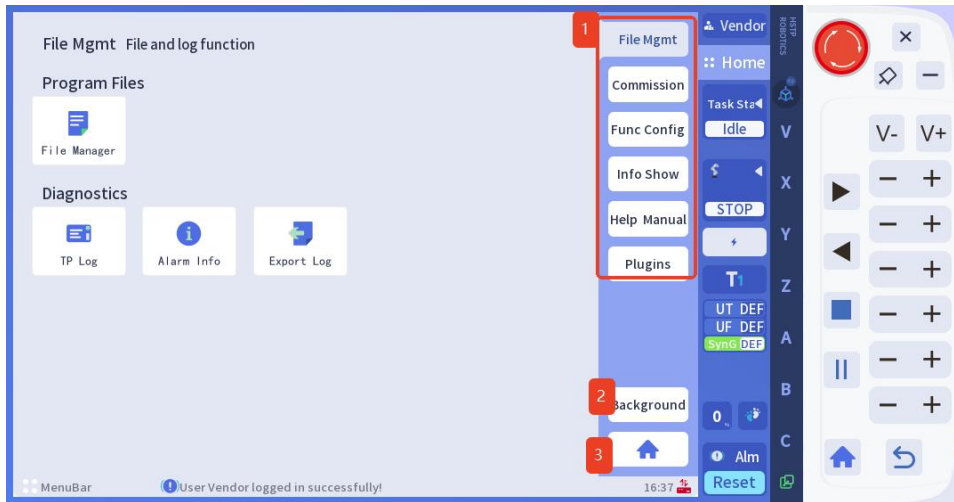 File Mgmt File and log function
Program Files
File Manager
Diagnostics
TP Log
Alarm Info
Export Log
MenuBar
User Vendor logged in successfully!
16:37
1
File Mgmt
Commission
Func Config
Info Show
Help Manual
Plugins
2
Background
3
Vendor
Home
Task Sta
Idle
STOP
T1
UT DEF
UF DEF
SynG DEF
0
Alm
Reset
HSTP
ROBOTICS
V
X
Y
Z
A
B
C
V- V+
− +
− +
− +
− +
− +
− +